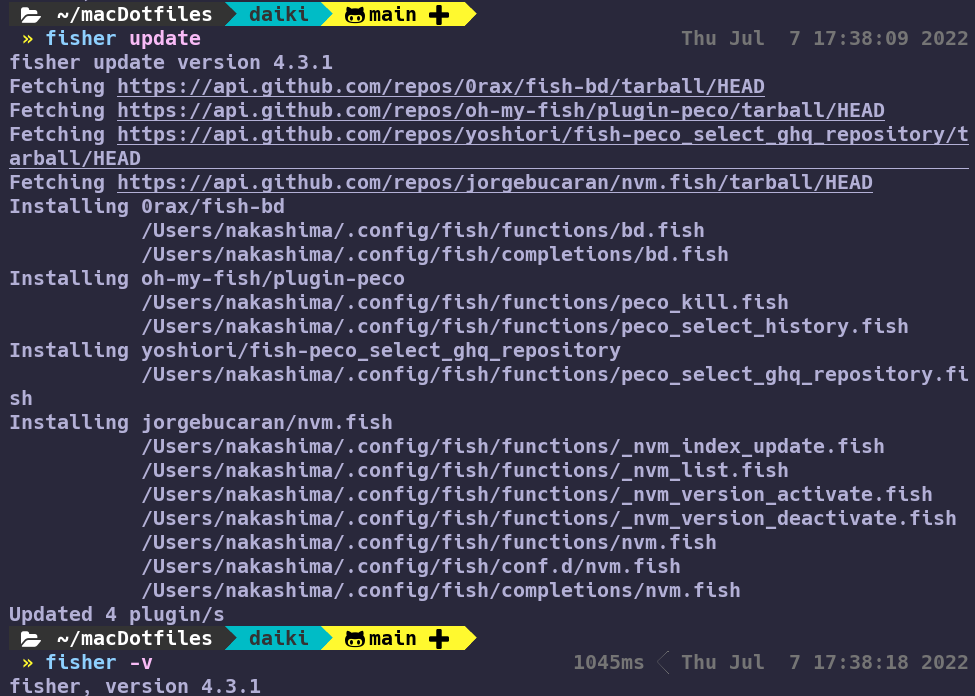 ~/macDotfiles daiki main
» fisher update Thu Jul  7 17:38:09 2022
fisher update version 4.3.1
Fetching https://api.github.com/repos/0rax/fish-bd/tarball/HEAD
Fetching https://api.github.com/repos/oh-my-fish/plugin-peco/tarball/HEAD
Fetching https://api.github.com/repos/yoshiori/fish-peco_select_ghq_repository/t
arball/HEAD
Fetching https://api.github.com/repos/jorgebucaran/nvm.fish/tarball/HEAD
Installing 0rax/fish-bd
/Users/nakashima/.config/fish/functions/bd.fish
/Users/nakashima/.config/fish/completions/bd.fish
Installing oh-my-fish/plugin-peco
/Users/nakashima/.config/fish/functions/peco_kill.fish
/Users/nakashima/.config/fish/functions/peco_select_history.fish
Installing yoshiori/fish-peco_select_ghq_repository
/Users/nakashima/.config/fish/functions/peco_select_ghq_repository.fi
sh
Installing jorgebucaran/nvm.fish
/Users/nakashima/.config/fish/functions/_nvm_index_update.fish
/Users/nakashima/.config/fish/functions/_nvm_list.fish
/Users/nakashima/.config/fish/functions/_nvm_version_activate.fish
/Users/nakashima/.config/fish/functions/_nvm_version_deactivate.fish
/Users/nakashima/.config/fish/functions/nvm.fish
/Users/nakashima/.config/fish/conf.d/nvm.fish
/Users/nakashima/.config/fish/completions/nvm.fish
Updated 4 plugin/s
~/macDotfiles daiki main
» fisher -v 1045ms Thu Jul  7 17:38:18 2022
fisher, version 4.3.1